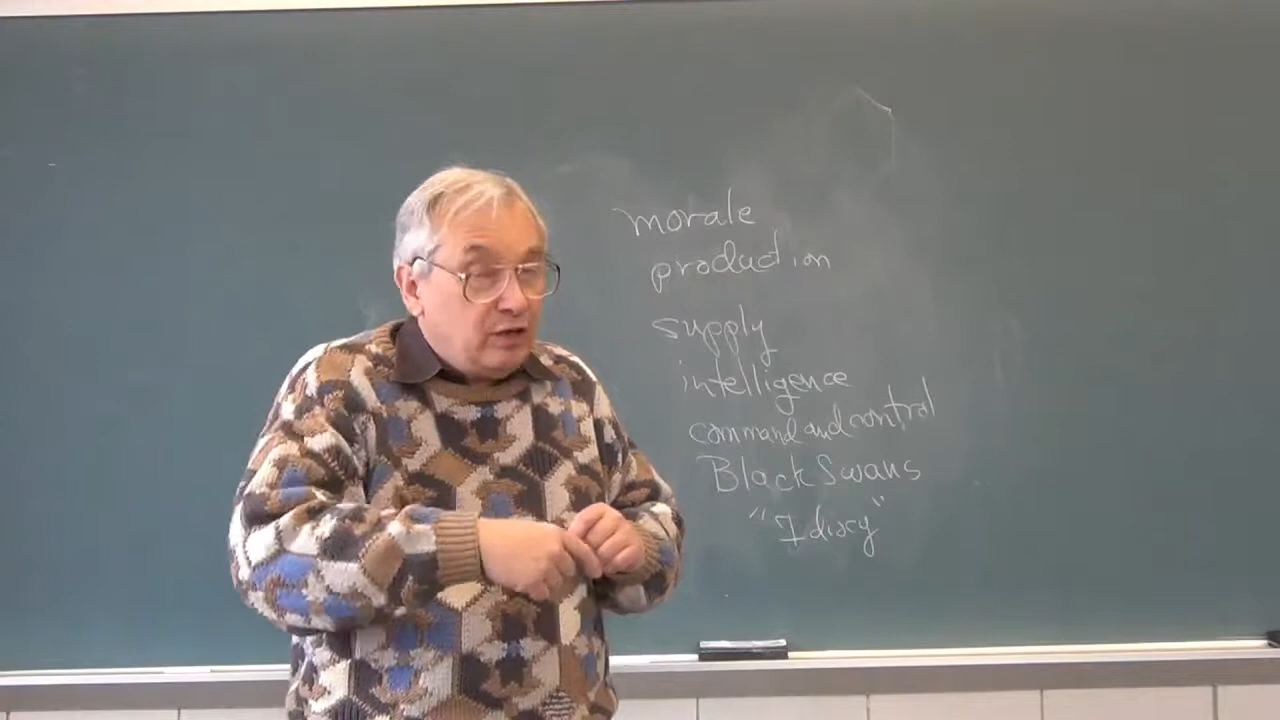 morale
production
supply
intelligence
command and control
Black Swans
"Idiocy"